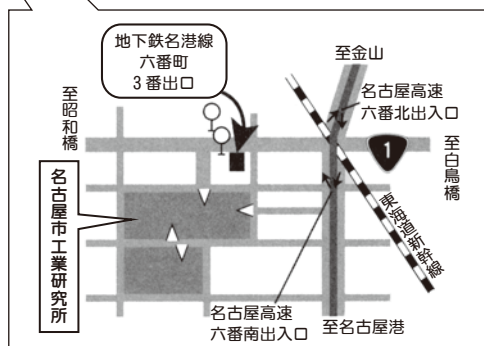 地下鉄名港線
六番町
3番出口
至金山
名古屋高速
六番北出入口
至昭和橋
1
至白鳥橋
名古屋市工業研究所
東海道新幹線
名古屋高速
六番南出入口
至名古屋港